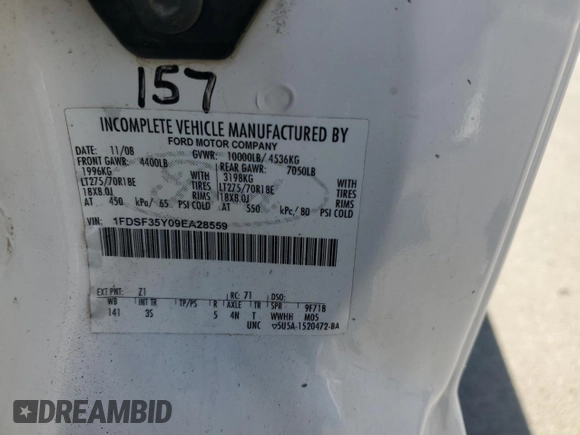 157
INCOMPLETE VEHICLE MANUFACTURED BY
FORD MOTOR COMPANY
DATE: 11/08 GVWR: 10000LB/ 4536KG
FRONT GAWR: 4400LB REAR GAWR: 7050LB
1996KG WITH 3198KG WITH
LT275/70R18E TIRES LT275/70R18E TIRES
18X8.0J RIMS 18X8.0J RIMS
AT 450 kPa/ 65 PSI COLD AT 550 kPa/ 80 PSI COLD
VIN: 1FDSF35Y09EA28559
EXT PNT: Z1 RC: 71 DSO:
WB INT TR TP/PS R AXLE TR SPR 9F71B
141 3S 5 4N T WWHH M05
UNC 5U5A-1520472-BA
DREAMBID